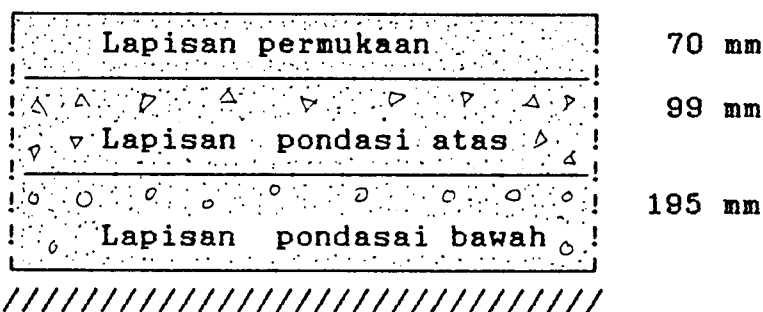 Lapisan permukaan 70 mm
99 mm
Lapisan pondasi atas
195 mm
Lapisan pondasai bawah